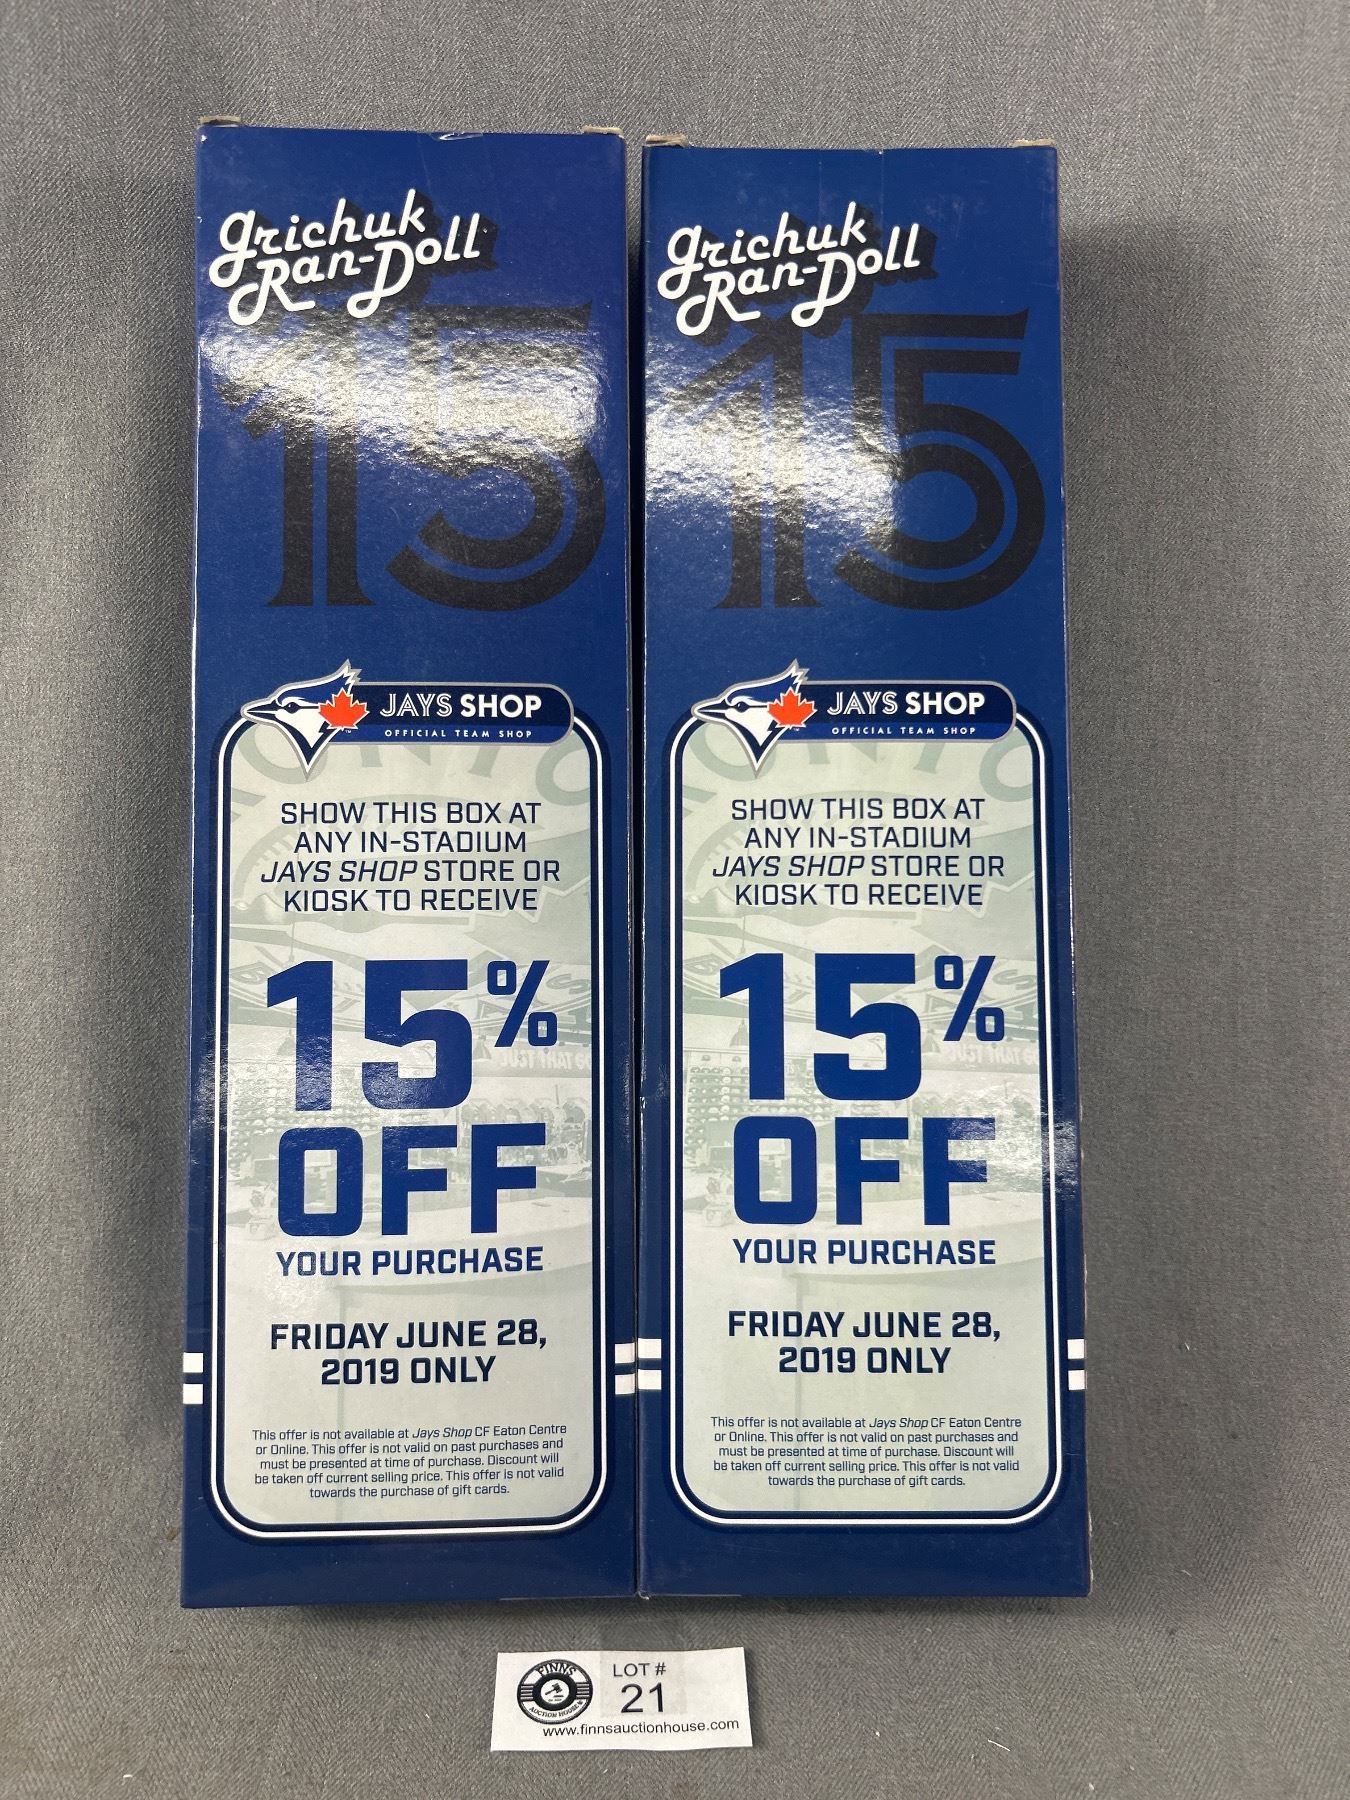 Grichuk
Ran-Doll
15
JAYS SHOP
OFFICIAL TEAM SHOP
SHOW THIS BOX AT
ANY IN-STADIUM
JAYS SHOP STORE OR
KIOSK TO RECEIVE
15%
OFF
YOUR PURCHASE
FRIDAY JUNE 28,
2019 ONLY
This offer is not available at Jays Shop CF Eaton Centre
or Online. This offer is not valid on past purchases and
must be presented at time of purchase. Discount will
be taken off current selling price. This offer is not valid
towards the purchase of gift cards.
Grichuk
Ran-Doll
15
JAYS SHOP
OFFICIAL TEAM SHOP
SHOW THIS BOX AT
ANY IN-STADIUM
JAYS SHOP STORE OR
KIOSK TO RECEIVE
15%
OFF
YOUR PURCHASE
FRIDAY JUNE 28,
2019 ONLY
This offer is not available at Jays Shop CF Eaton Centre
or Online. This offer is not valid on past purchases and
must be presented at time of purchase. Discount will
be taken off current selling price. This offer is not valid
towards the purchase of gift cards.
FINNS
AUCTION HOUSE
LOT #
21
www.finnsauctionhouse.com